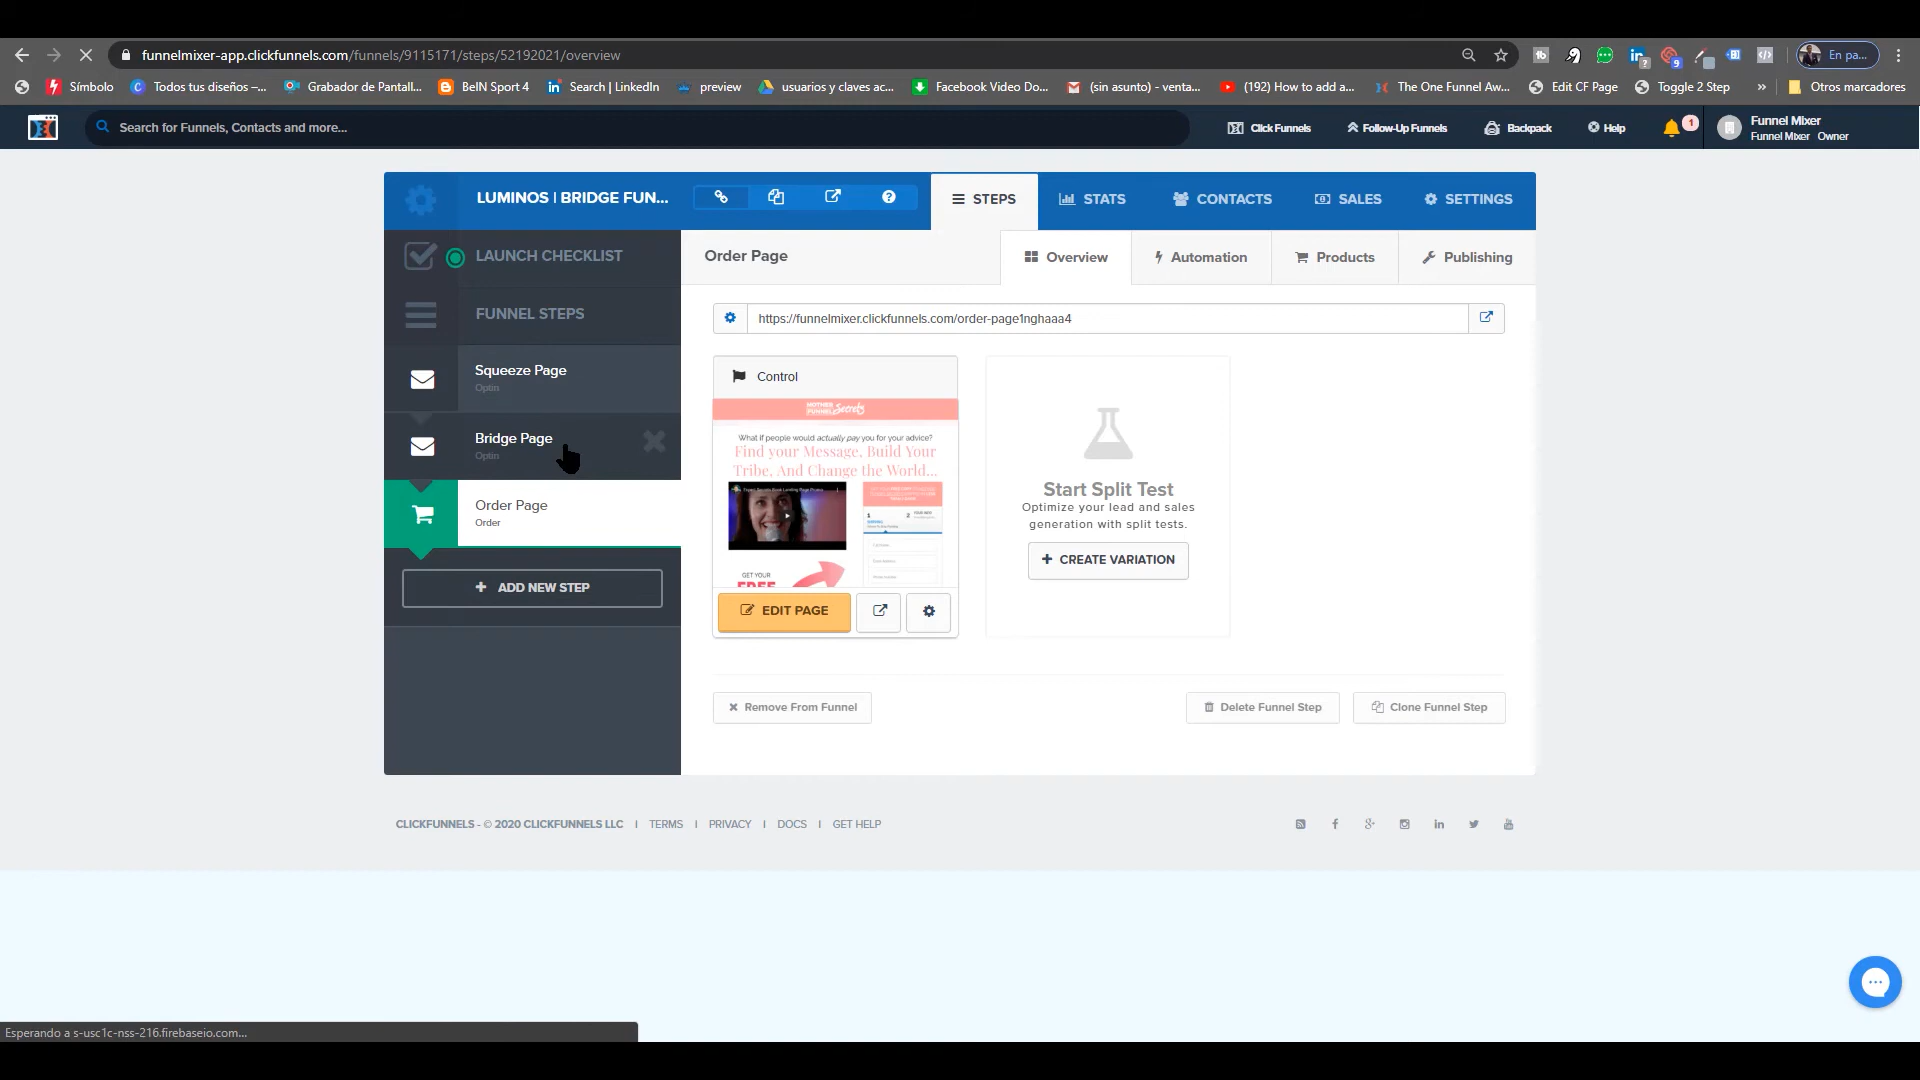 funnelmixer-app.clickfunnels.com/funnels/9115171/steps/52192021/overview
En pa...
Símbolo
Todos tus diseños –...
Grabador de Pantall...
BeIN Sport 4
Search | LinkedIn
preview
usuarios y claves ac...
Facebook Video Do...
(sin asunto) - venta...
(192) How to add a...
The One Funnel Aw...
Edit CF Page
Toggle 2 Step
Otros marcadores
Search for Funnels, Contacts and more...
Click Funnels
Follow-Up Funnels
Backpack
Help
1
Funnel Mixer
Funnel Mixer Owner
LUMINOS | BRIDGE FUN...
STEPS
STATS
CONTACTS
SALES
SETTINGS
LAUNCH CHECKLIST
FUNNEL STEPS
Squeeze Page
Optin
Bridge Page
Optin
Order Page
Order
ADD NEW STEP
Order Page
Overview
Automation
Products
Publishing
https://funnelmixer.clickfunnels.com/order-page1nghaaa4
Control
Secrets
What if people would actually pay you for your advice?
Find your Message, Build Your
Tribe, And Change the World...
GET YOUR
FREE
EDIT PAGE
Start Split Test
Optimize your lead and sales
generation with split tests.
CREATE VARIATION
Remove From Funnel
Delete Funnel Step
Clone Funnel Step
CLICKFUNNELS - © 2020 CLICKFUNNELS LLC | TERMS | PRIVACY | DOCS | GET HELP
Esperando a s-usc1c-nss-216.firebaseio.com...